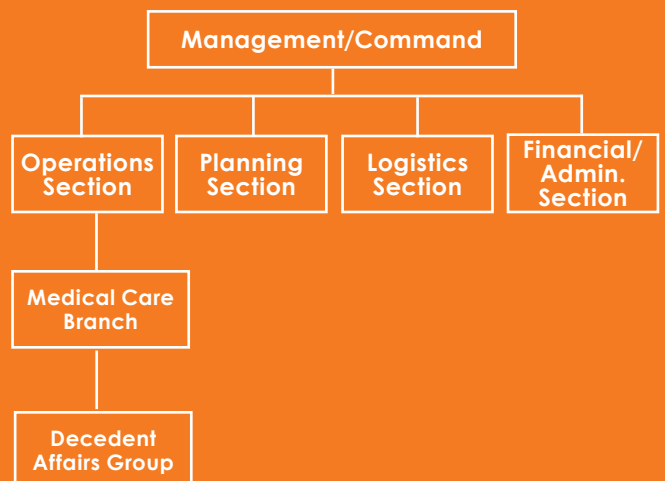 Management/Command
Operations
Section
Planning
Section
Logistics
Section
Financial/
Admin.
Section
Medical Care
Branch
Decedent
Affairs Group